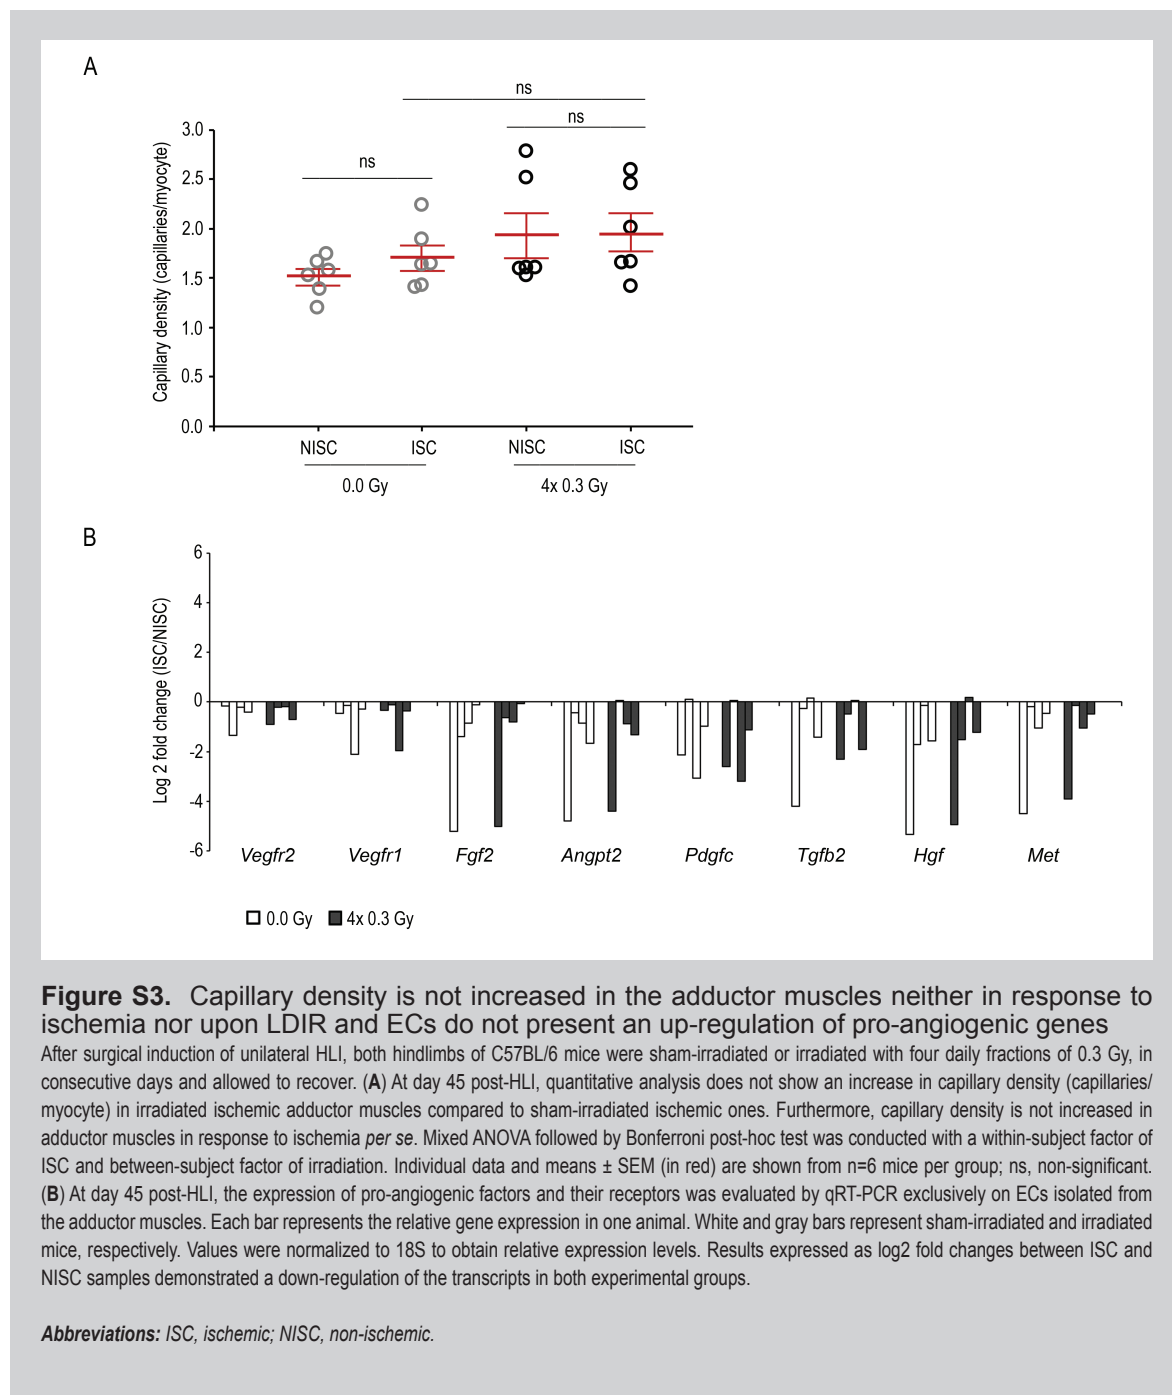 A
ns
ns
ns
Capillary density (capillaries/myocyte)
3.0
2.5
2.0
1.5
1.0
0.5
0.0
NISC ISC NISC ISC
0.0 Gy 4x 0.3 Gy
B
Log 2 fold change (ISC/NISC)
6
4
2
0
-2
-4
-6
Vegfr2 Vegfr1 Fgf2 Angpt2 Pdgfc Tgfb2 Hgf Met
0.0 Gy 4x 0.3 Gy
Figure S3. Capillary density is not increased in the adductor muscles neither in response to
ischemia nor upon LDIR and ECs do not present an up-regulation of pro-angiogenic genes
After surgical induction of unilateral HLI, both hindlimbs of C57BL/6 mice were sham-irradiated or irradiated with four daily fractions of 0.3 Gy, in
consecutive days and allowed to recover. (A) At day 45 post-HLI, quantitative analysis does not show an increase in capillary density (capillaries/
myocyte) in irradiated ischemic adductor muscles compared to sham-irradiated ischemic ones. Furthermore, capillary density is not increased in
adductor muscles in response to ischemia per se. Mixed ANOVA followed by Bonferroni post-hoc test was conducted with a within-subject factor of
ISC and between-subject factor of irradiation. Individual data and means ± SEM (in red) are shown from n=6 mice per group; ns, non-significant.
(B) At day 45 post-HLI, the expression of pro-angiogenic factors and their receptors was evaluated by qRT-PCR exclusively on ECs isolated from
the adductor muscles. Each bar represents the relative gene expression in one animal. White and gray bars represent sham-irradiated and irradiated
mice, respectively. Values were normalized to 18S to obtain relative expression levels. Results expressed as log2 fold changes between ISC and
NISC samples demonstrated a down-regulation of the transcripts in both experimental groups.
Abbreviations: ISC, ischemic; NISC, non-ischemic.